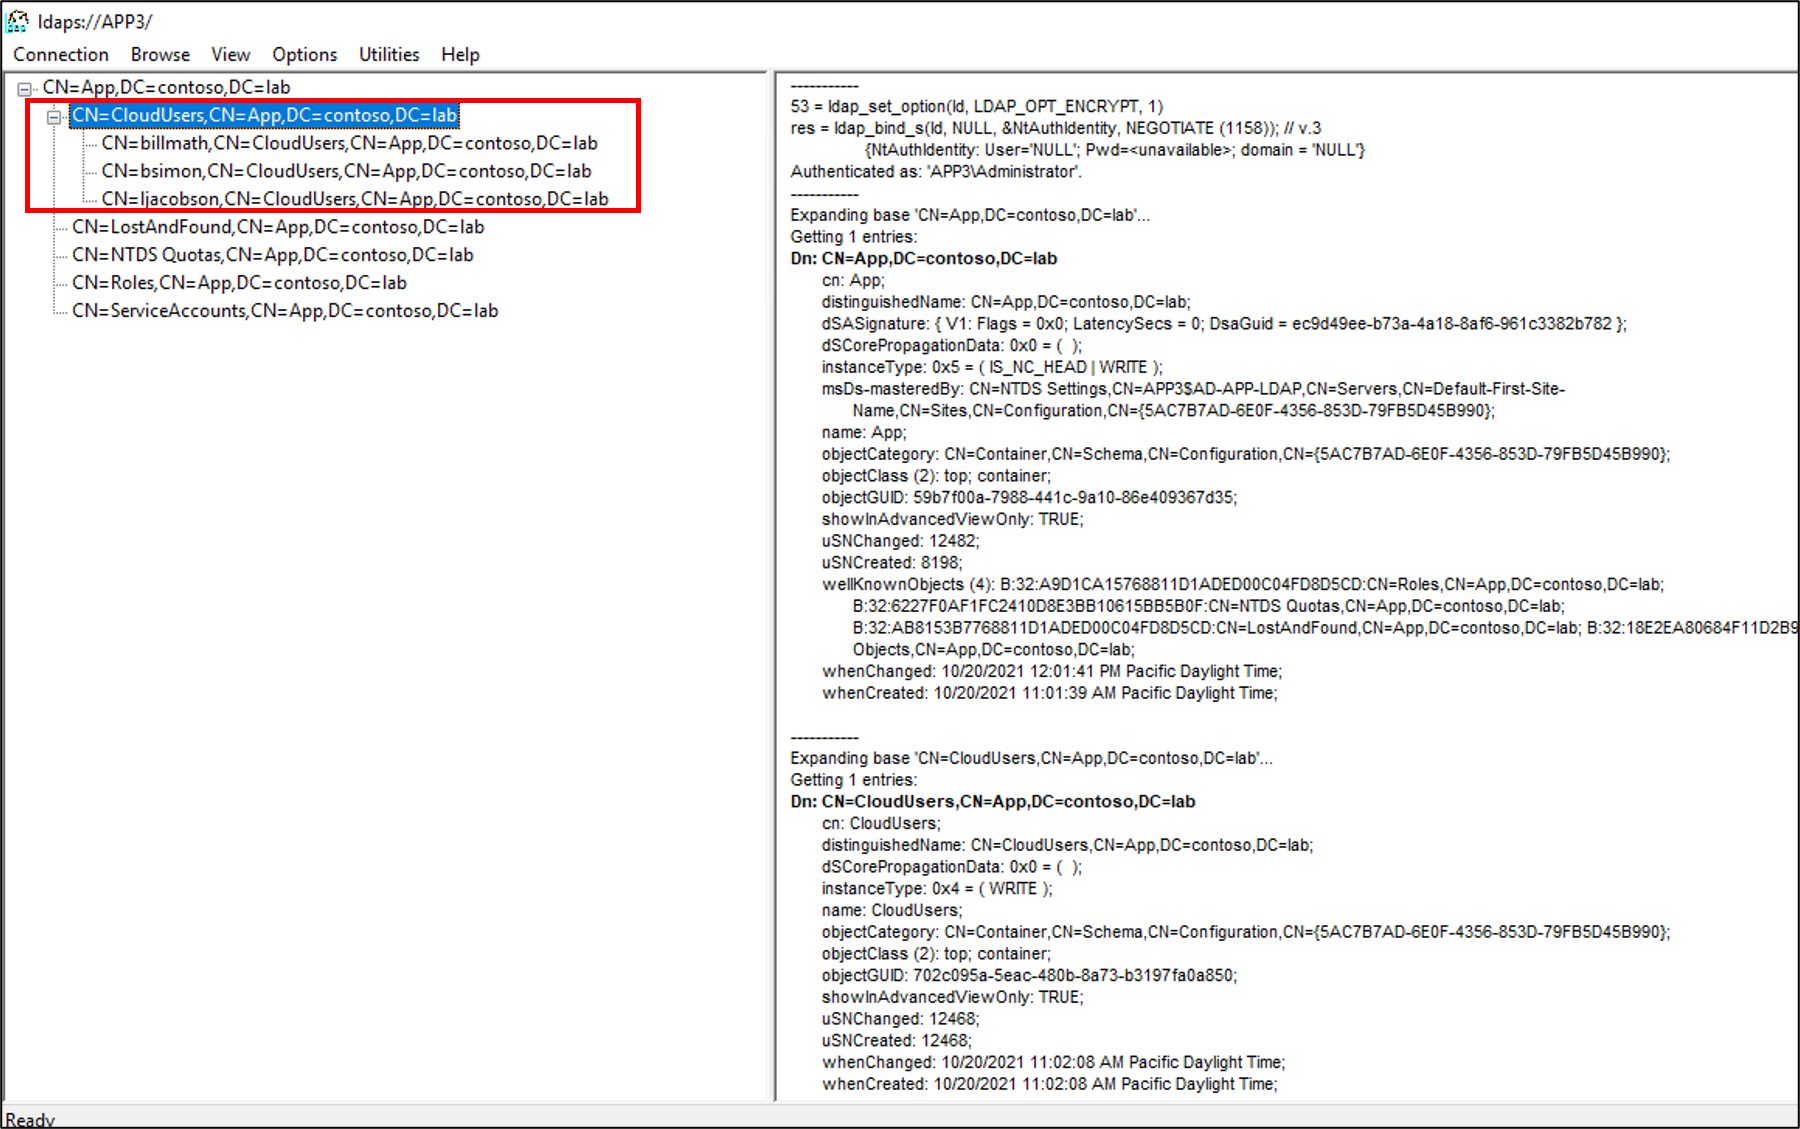 ldaps://APP3/
Connection Browse View Options Utilities Help
CN=App,DC=contoso,DC=lab
CN=CloudUsers,CN=App,DC=contoso,DC=lab
CN=billmath,CN=CloudUsers,CN=App,DC=contoso,DC=lab
CN=bsimon,CN=CloudUsers,CN=App,DC=contoso,DC=lab
CN=ljacobson,CN=CloudUsers,CN=App,DC=contoso,DC=lab
CN=LostAndFound,CN=App,DC=contoso,DC=lab
CN=NTDS Quotas,CN=App,DC=contoso,DC=lab
CN=Roles,CN=App,DC=contoso,DC=lab
CN=ServiceAccounts,CN=App,DC=contoso,DC=lab
-----------
53 = ldap_set_option(ld, LDAP_OPT_ENCRYPT, 1)
res = ldap_bind_s(ld, NULL, &NtAuthIdentity, NEGOTIATE (1158)); // v.3
{NtAuthIdentity: User='NULL'; Pwd=<unavailable>; domain = 'NULL'}
Authenticated as: 'APP3\Administrator'.
-----------
Expanding base 'CN=App,DC=contoso,DC=lab'...
Getting 1 entries:
Dn: CN=App,DC=contoso,DC=lab
cn: App;
distinguishedName: CN=App,DC=contoso,DC=lab;
dSASignature: { V1: Flags = 0x0; LatencySecs = 0; DsaGuid = ec9d49ee-b73a-4a18-8af6-961c3382b782 };
dSCorePropagationData: 0x0 = (  );
instanceType: 0x5 = ( IS_NC_HEAD | WRITE );
msDs-masteredBy: CN=NTDS Settings,CN=APP3$AD-APP-LDAP,CN=Servers,CN=Default-First-Site-
Name,CN=Sites,CN=Configuration,CN={5AC7B7AD-6E0F-4356-853D-79FB5D45B990};
name: App;
objectCategory: CN=Container,CN=Schema,CN=Configuration,CN={5AC7B7AD-6E0F-4356-853D-79FB5D45B990};
objectClass (2): top; container;
objectGUID: 59b7f00a-7988-441c-9a10-86e409367d35;
showInAdvancedViewOnly: TRUE;
uSNChanged: 12482;
uSNCreated: 8198;
wellKnownObjects (4): B:32:A9D1CA15768811D1ADED00C04FD8D5CD:CN=Roles,CN=App,DC=contoso,DC=lab;
B:32:6227F0AF1FC2410D8E3BB10615BB5B0F:CN=NTDS Quotas,CN=App,DC=contoso,DC=lab;
B:32:AB8153B7768811D1ADED00C04FD8D5CD:CN=LostAndFound,CN=App,DC=contoso,DC=lab; B:32:18E2EA80684F11D2B9
Objects,CN=App,DC=contoso,DC=lab;
whenChanged: 10/20/2021 12:01:41 PM Pacific Daylight Time;
whenCreated: 10/20/2021 11:01:39 AM Pacific Daylight Time;
-----------
Expanding base 'CN=CloudUsers,CN=App,DC=contoso,DC=lab'...
Getting 1 entries:
Dn: CN=CloudUsers,CN=App,DC=contoso,DC=lab
cn: CloudUsers;
distinguishedName: CN=CloudUsers,CN=App,DC=contoso,DC=lab;
dSCorePropagationData: 0x0 = (  );
instanceType: 0x4 = ( WRITE );
name: CloudUsers;
objectCategory: CN=Container,CN=Schema,CN=Configuration,CN={5AC7B7AD-6E0F-4356-853D-79FB5D45B990};
objectClass (2): top; container;
objectGUID: 702c095a-5eac-480b-8a73-b3197fa0a850;
showInAdvancedViewOnly: TRUE;
uSNChanged: 12468;
uSNCreated: 12468;
whenChanged: 10/20/2021 11:02:08 AM Pacific Daylight Time;
whenCreated: 10/20/2021 11:02:08 AM Pacific Daylight Time;
Ready